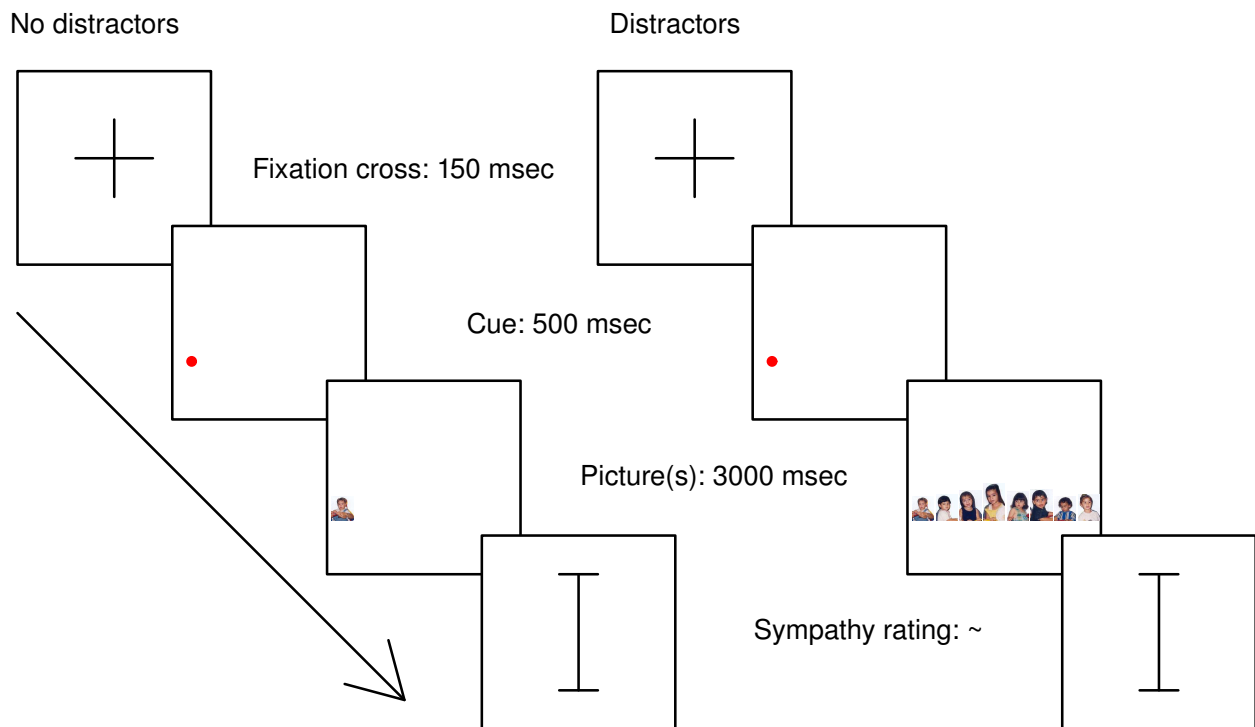 No distractors
Distractors
Fixation cross: 150 msec
Cue: 500 msec
Picture(s): 3000 msec
Sympathy rating: ~